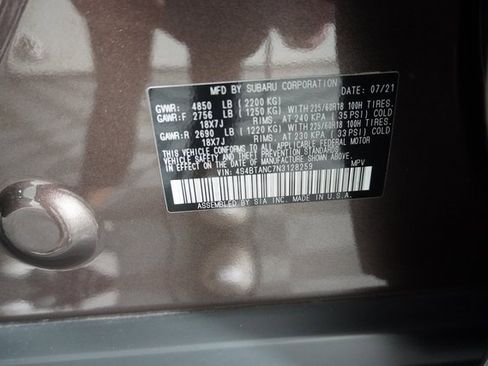 MFD BY SUBARU CORPORATION DATE: 07/21
GVWR: 4850 LB (2200 KG)
GAWR:F 2756 LB (1250 KG) WITH 225/60R18 100H TIRES.
18X7J RIMS. AT 240 KPA (35 PSI) COLD.
GAWR:R 2690 LB (1220 KG) WITH 225/60R18 100H TIRES.
18X7J RIMS. AT 230 KPA (33 PSI) COLD.
THIS VEHICLE CONFORMS TO ALL APPLICABLE FEDERAL MOTOR
VEHICLE SAFETY AND THEFT PREVENTION STANDARDS IN EFFECT ON THE
DATE OF MANUFACTURE SHOWN ABOVE.
VIN: 4S4BTANC7N3128259 MPV
ASSEMBLED BY SIA INC. MADE IN U.S.A.